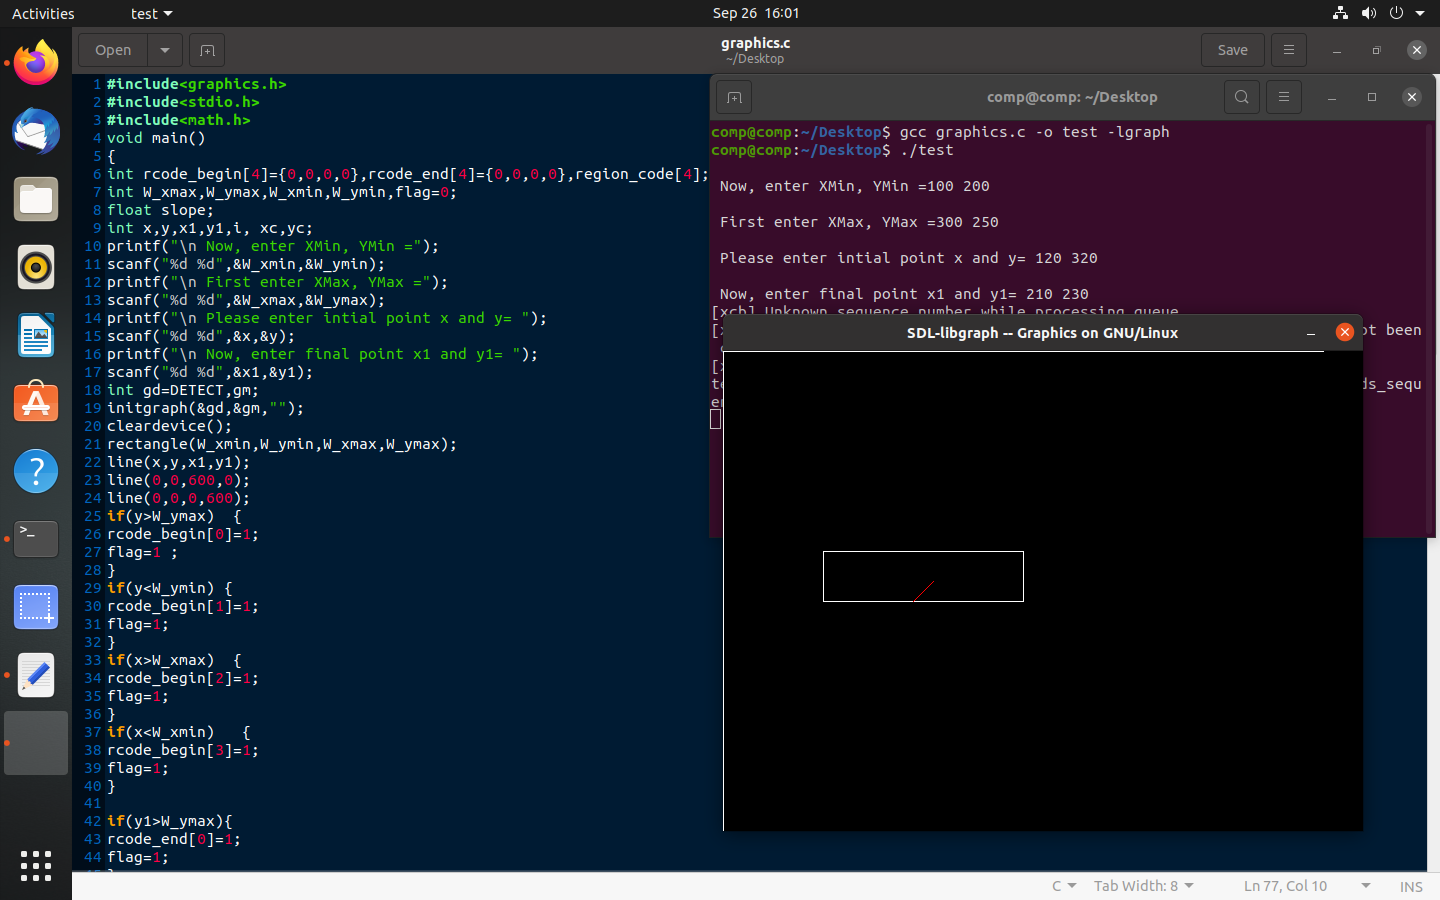 Activities
test
Sep 26  16:01
Open
graphics.c
~/Desktop
Save
1 #include<graphics.h>
2 #include<stdio.h>
3 #include<math.h>
4 void main()
5 {
6 int rcode_begin[4]={0,0,0,0},rcode_end[4]={0,0,0,0},region_code[4];
7 int W_xmax,W_ymax,W_xmin,W_ymin,flag=0;
8 float slope;
9 int x,y,x1,y1,i, xc,yc;
10 printf("\n Now, enter XMin, YMin =");
11 scanf("%d %d",&W_xmin,&W_ymin);
12 printf("\n First enter XMax, YMax =");
13 scanf("%d %d",&W_xmax,&W_ymax);
14 printf("\n Please enter intial point x and y= ");
15 scanf("%d %d",&x,&y);
16 printf("\n Now, enter final point x1 and y1= ");
17 scanf("%d %d",&x1,&y1);
18 int gd=DETECT,gm;
19 initgraph(&gd,&gm,"");
20 cleardevice();
21 rectangle(W_xmin,W_ymin,W_xmax,W_ymax);
22 line(x,y,x1,y1);
23 line(0,0,600,0);
24 line(0,0,0,600);
25 if(y>W_ymax)  {
26 rcode_begin[0]=1;
27 flag=1 ;
28 }
29 if(y<W_ymin) {
30 rcode_begin[1]=1;
31 flag=1;
32 }
33 if(x>W_xmax)  {
34 rcode_begin[2]=1;
35 flag=1;
36 }
37 if(x<W_xmin)   {
38 rcode_begin[3]=1;
39 flag=1;
40 }
41
42 if(y1>W_ymax){
43 rcode_end[0]=1;
44 flag=1;
comp@comp: ~/Desktop
comp@comp:~/Desktop$ gcc graphics.c -o test -lgraph
comp@comp:~/Desktop$ ./test
Now, enter XMin, YMin =100 200
First enter XMax, YMax =300 250
Please enter intial point x and y= 120 320
Now, enter final point x1 and y1= 210 230
[xcb] Unknown sequence number while processing queue
ot been
ds_sequ
SDL-libgraph -- Graphics on GNU/Linux
C
Tab Width: 8
Ln 77, Col 10
INS